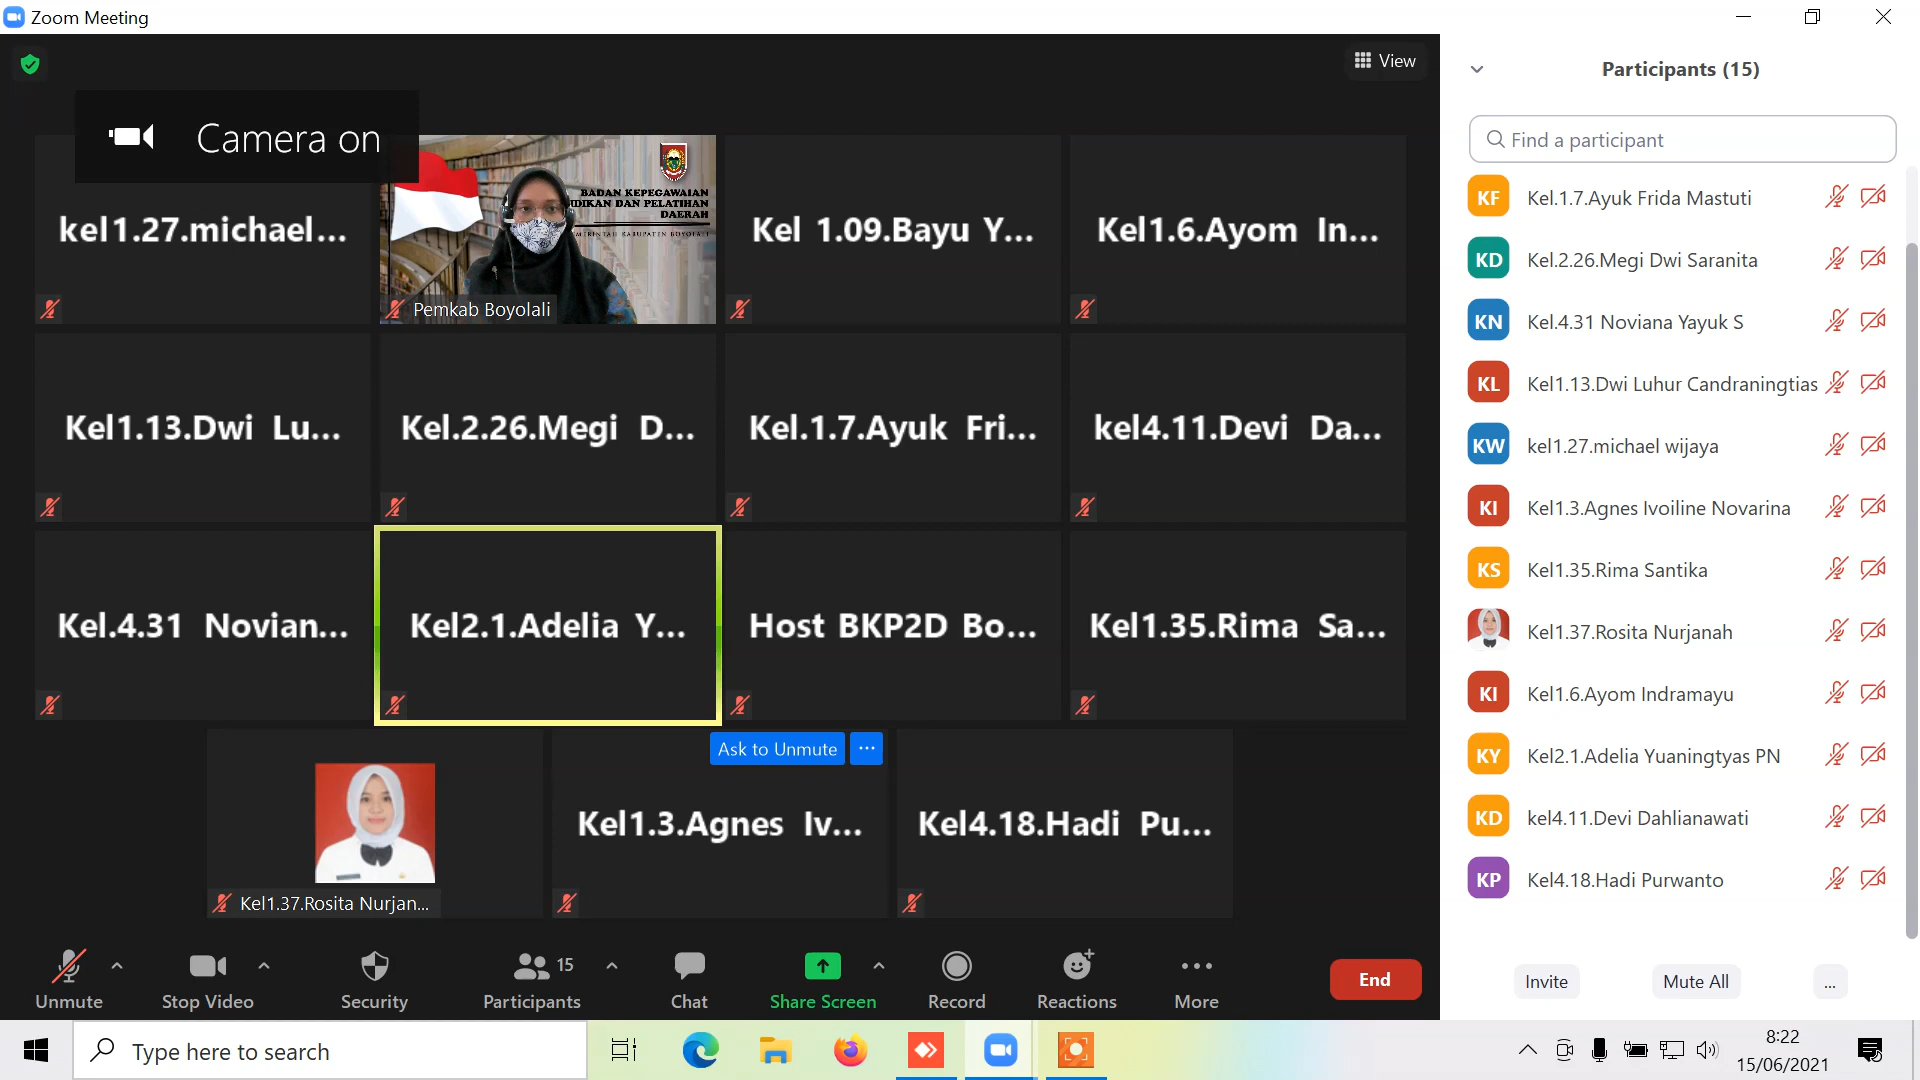 Zoom Meeting
View
Camera on
kel1.27.michael...
BADAN KEPEGAWAIAN
DIDIKAN DAN PELATIHAN
DAERAH
Pemkab Boyolali
Kel 1.09.Bayu Y...
Kel1.6.Ayom In...
Kel1.13.Dwi Lu...
Kel.2.26.Megi D...
Kel.1.7.Ayuk Fri...
kel4.11.Devi Da...
Kel.4.31 Novian...
Kel2.1.Adelia Y...
Host BKP2D Bo...
Kel1.35.Rima Sa...
Ask to Unmute ...
Kel1.37.Rosita Nurjan...
Kel1.3.Agnes Iv...
Kel4.18.Hadi Pu...
Unmute
Stop Video
Security
15
Participants
Chat
Share Screen
Record
Reactions
More
End
Participants (15)
Find a participant
KF Kel.1.7.Ayuk Frida Mastuti
KD Kel.2.26.Megi Dwi Saranita
KN Kel.4.31 Noviana Yayuk S
KL Kel1.13.Dwi Luhur Candraningtias
KW kel1.27.michael wijaya
KI Kel1.3.Agnes Ivoiline Novarina
KS Kel1.35.Rima Santika
Kel1.37.Rosita Nurjanah
KI Kel1.6.Ayom Indramayu
KY Kel2.1.Adelia Yuaningtyas PN
KD kel4.11.Devi Dahlianawati
KP Kel4.18.Hadi Purwanto
Invite
Mute All
...
Type here to search
8:22
15/06/2021